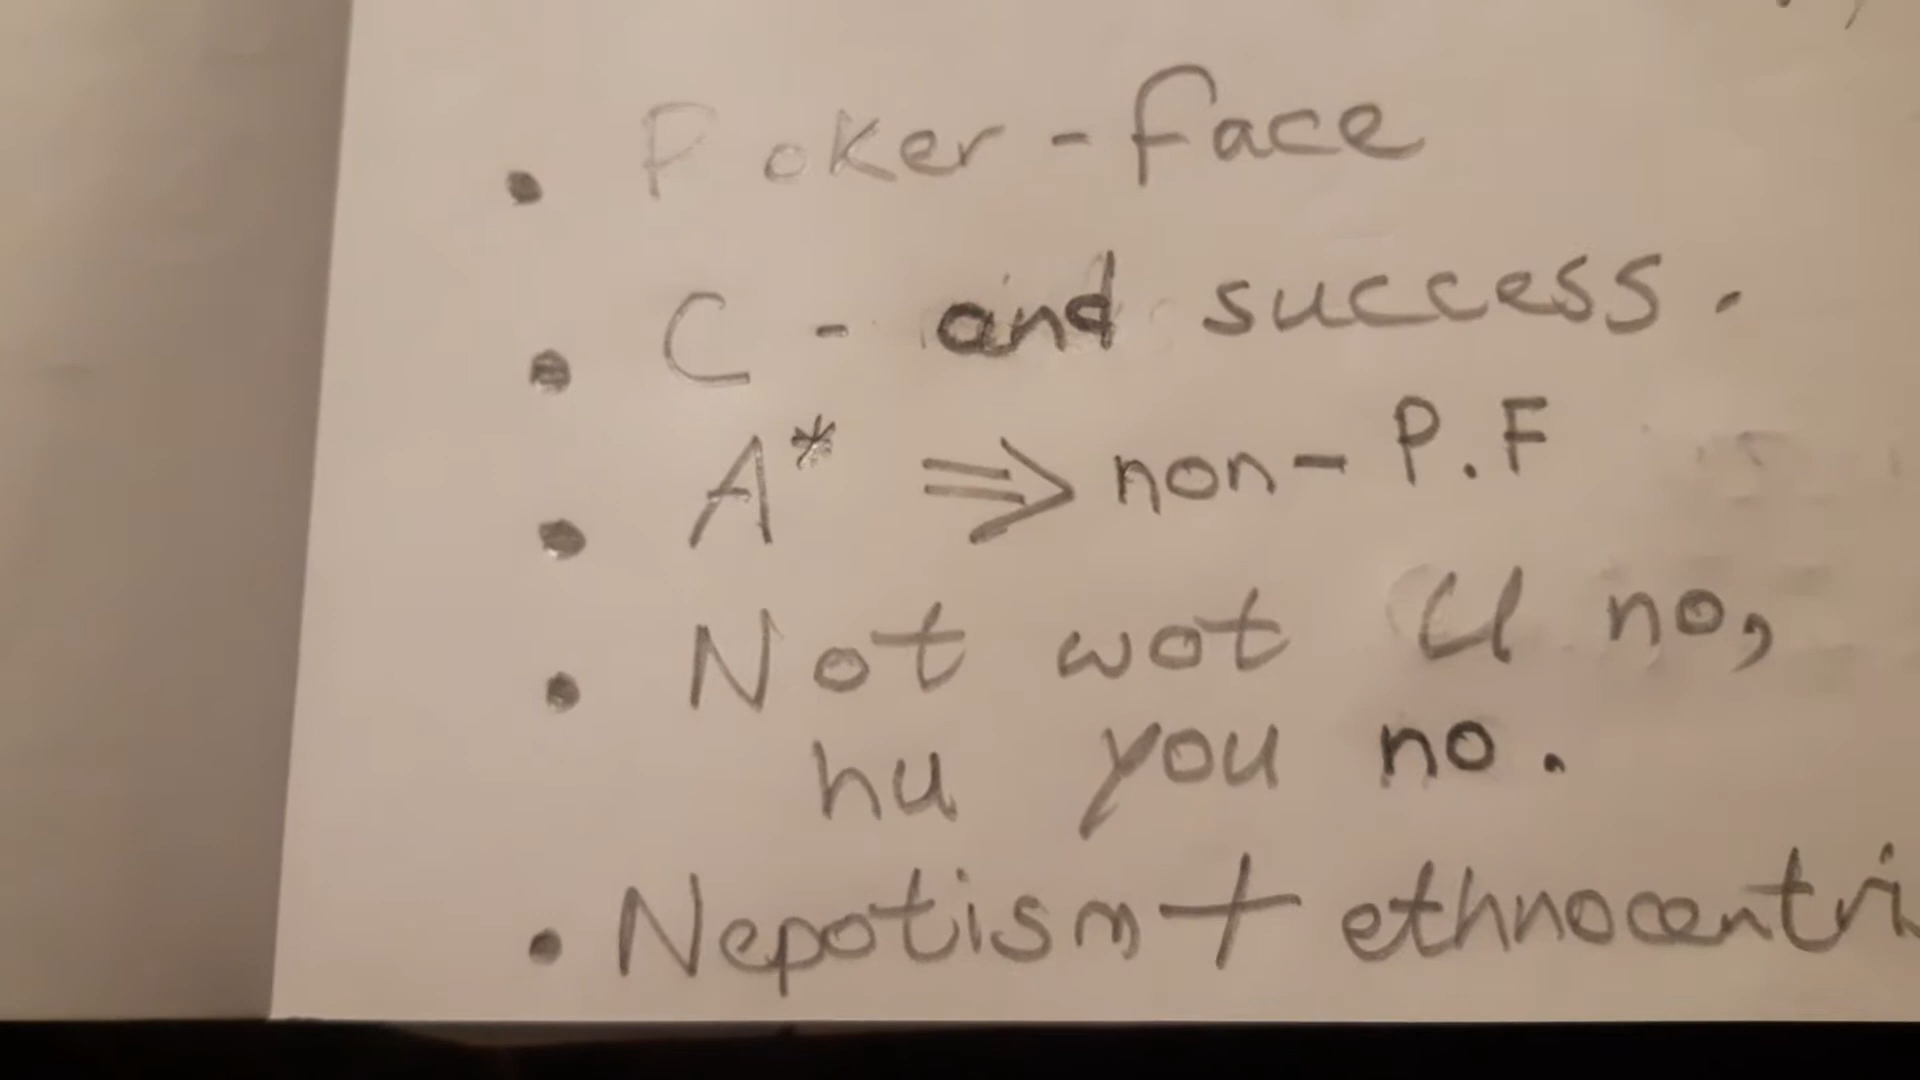 • Poker-face
• C - and success.
• A* ⇒ non-P.F
• Not wot U no,
hu you no.
• Nepotism + ethnocentri